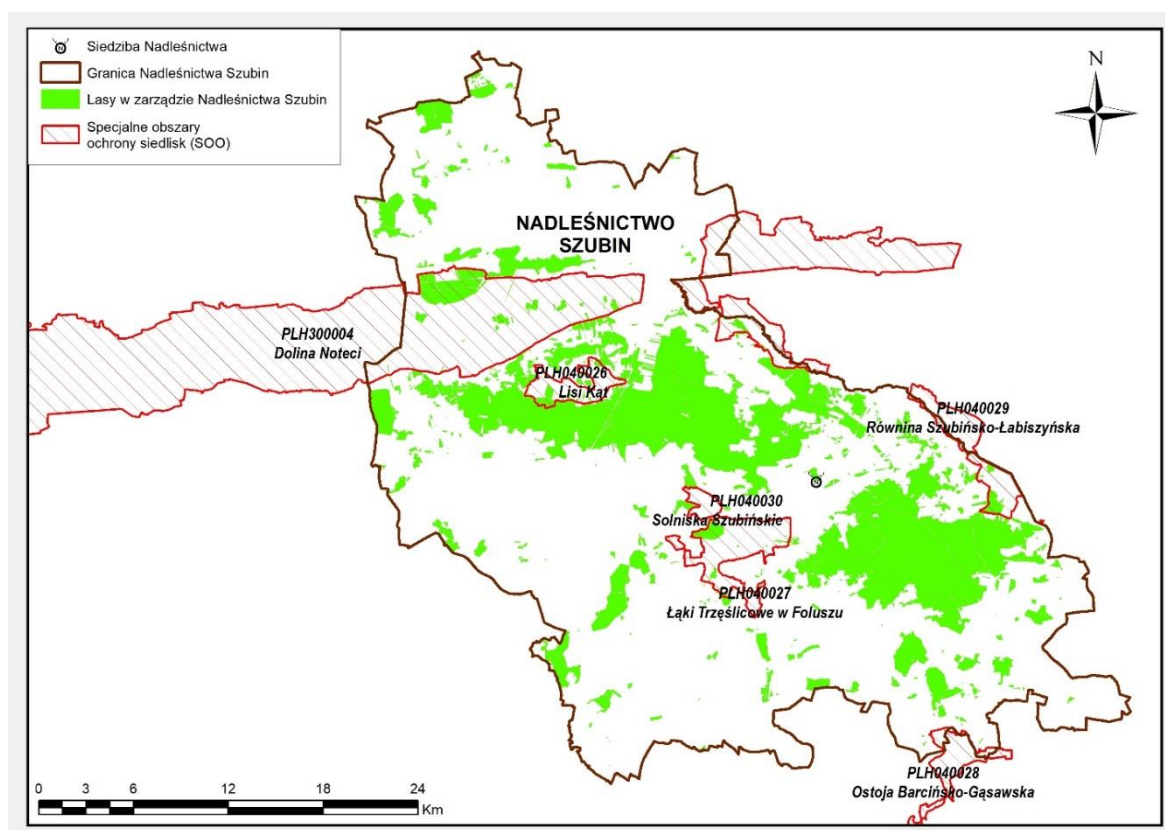 Siedziba Nadleśnictwa
Granica Nadleśnictwa Szubin
Lasy w zarządzie Nadleśnictwa Szubin
Specjalne obszary
ochrony siedlisk (SOO)
N
N
NADLEŚNICTWO
SZUBIN
PLH300004
Dolina Noteci
PLH040026
Lisi Kąt
PLH040029
Równina Szubińsko-Łabiszyńska
N
PLH040030
Solniska Szubińskie
PLH040027
Łąki Trzęślicowe w Foluszu
PLH040028
Ostoja Barcińsko-Gąsawska
0 3 6 12 18 24
Km